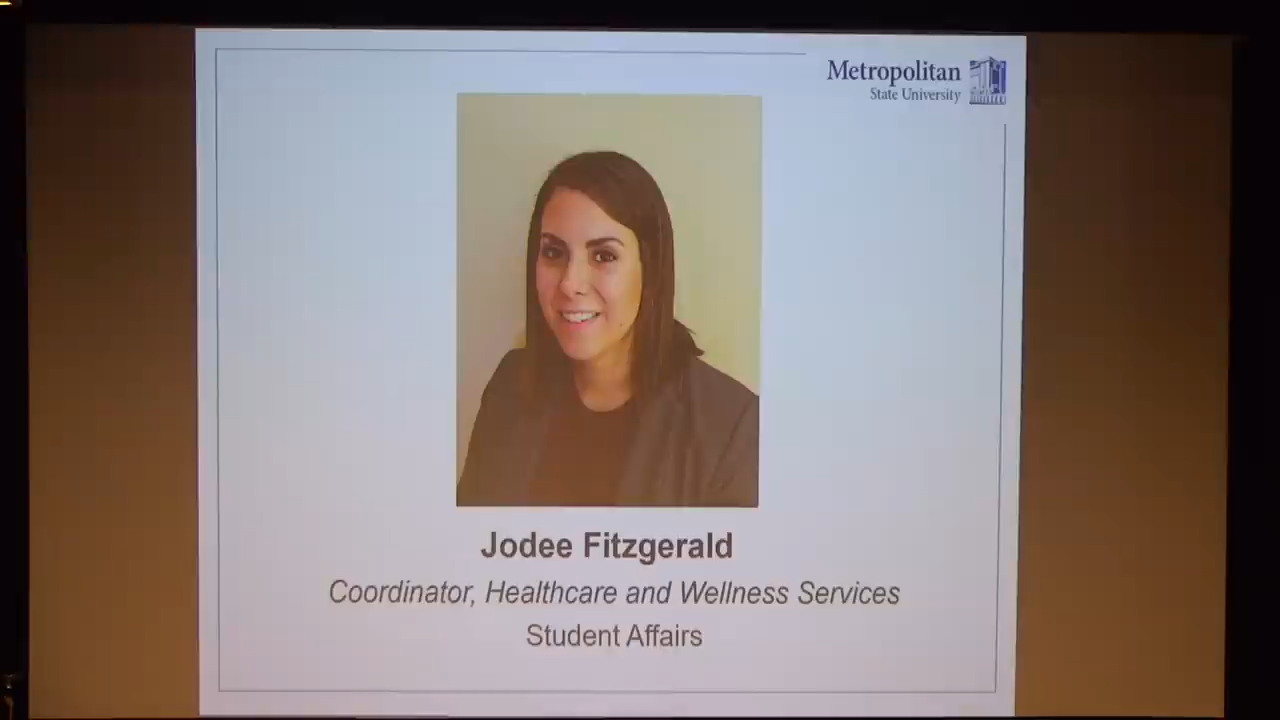 Metropolitan
State University
Jodee Fitzgerald
Coordinator, Healthcare and Wellness Services
Student Affairs